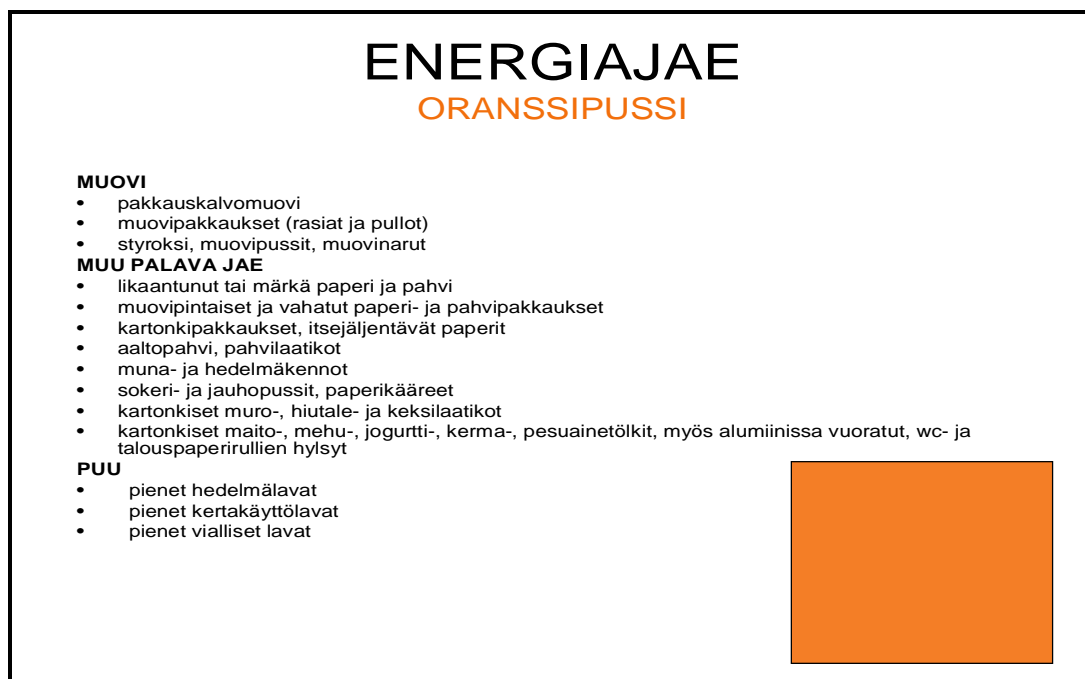 ENERGIAJAE
ORANSSIPUSSI
MUOVI
• pakkauskalvomuovi
• muovipakkaukset (rasiat ja pullot)
• styroksi, muovipussit, muovinarut
MUU PALAVA JAE
• likaantunut tai märkä paperi ja pahvi
• muovipintaiset ja vahatut paperi- ja pahvipakkaukset
• kartonkipakkaukset, itsejäljentävät paperit
• aaltopahvi, pahvilaatikot
• muna- ja hedelmäkennot
• sokeri- ja jauhopussit, paperikääreet
• kartonkiset muro-, hiutale- ja keksilaatikot
• kartonkiset maito-, mehu-, jogurtti-, kerma-, pesuainetölkit, myös alumiinissa vuoratut, wc- ja
talouspaperirullien hylsyt
PUU
• pienet hedelmälavat
• pienet kertakäyttölavat
• pienet vialliset lavat